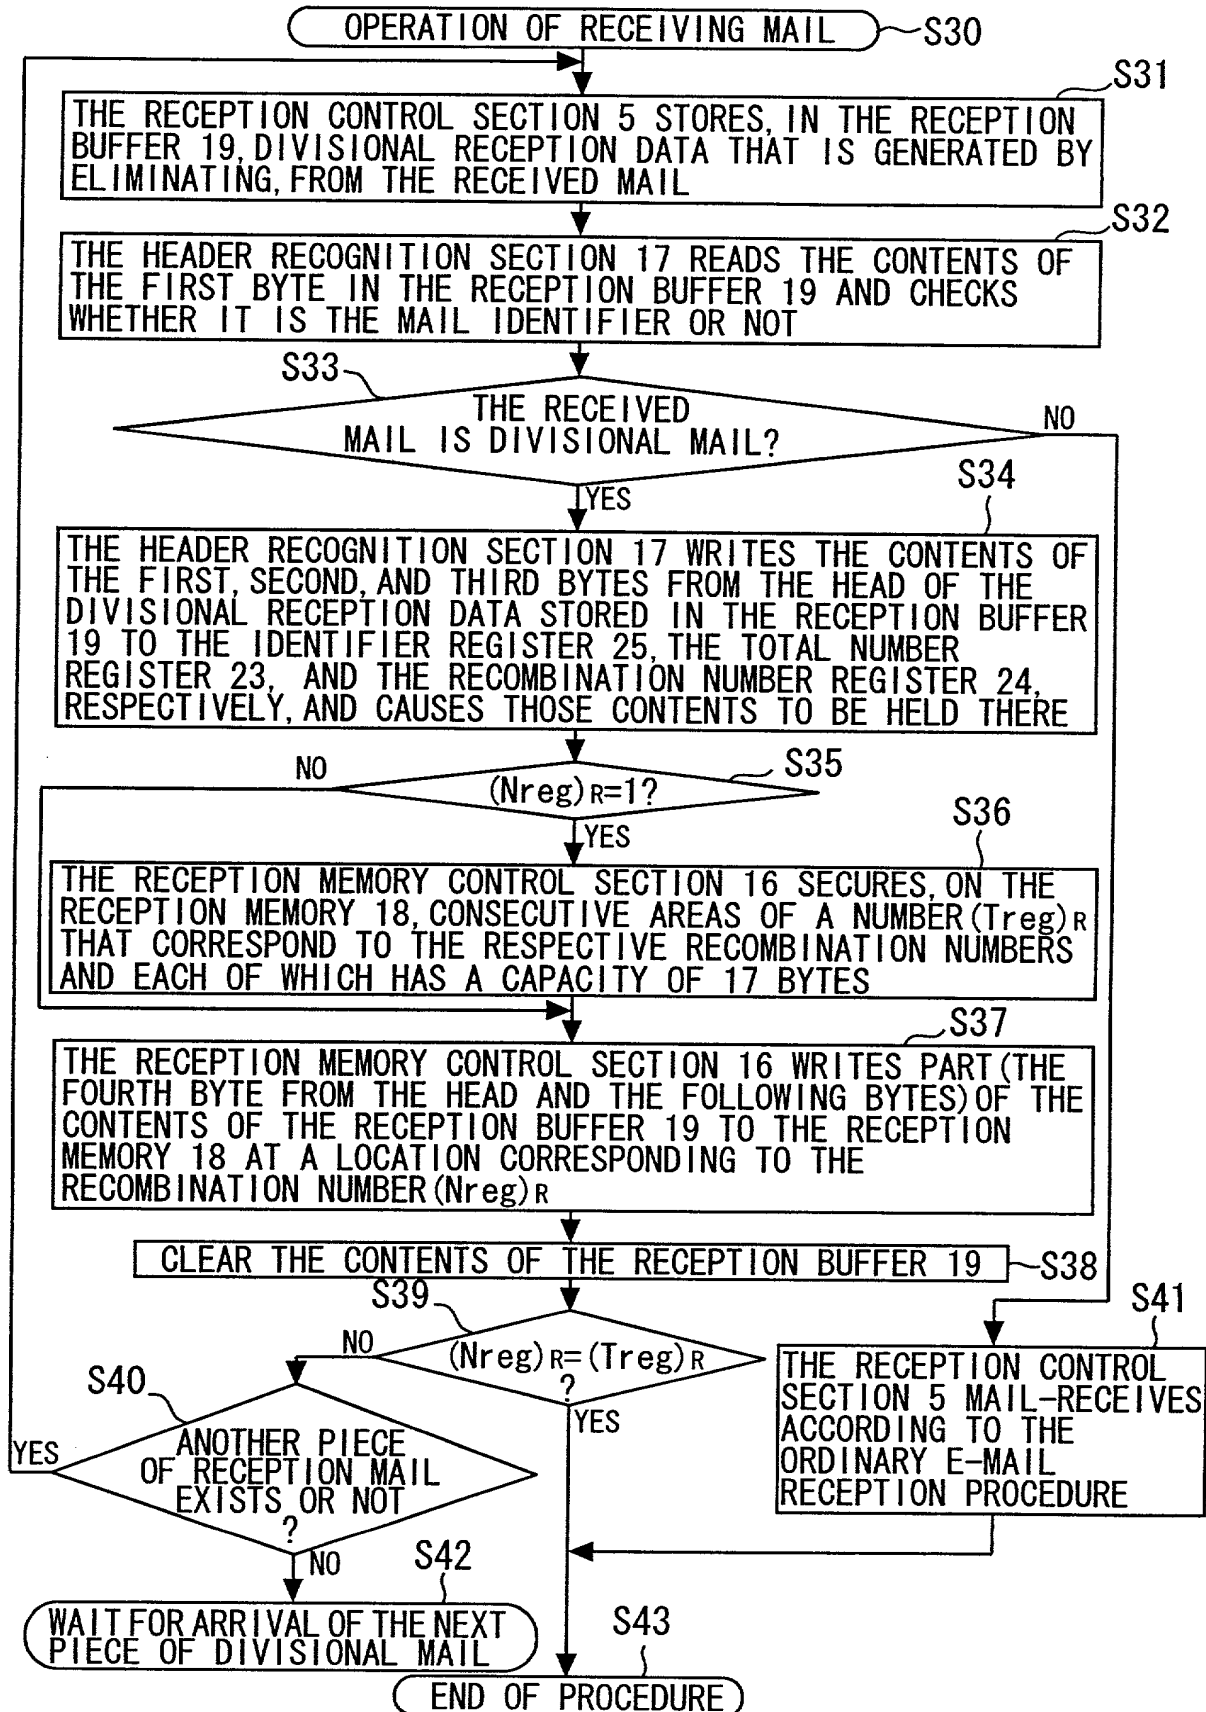 OPERATION OF RECEIVING MAIL
S30
S31
THE RECEPTION CONTROL SECTION 5 STORES, IN THE RECEPTION
BUFFER 19, DIVISIONAL RECEPTION DATA THAT IS GENERATED BY
ELIMINATING, FROM THE RECEIVED MAIL
S32
THE HEADER RECOGNITION SECTION 17 READS THE CONTENTS OF
THE FIRST BYTE IN THE RECEPTION BUFFER 19 AND CHECKS
WHETHER IT IS THE MAIL IDENTIFIER OR NOT
S33
THE RECEIVED
MAIL IS DIVISIONAL MAIL?
NO
YES
S34
THE HEADER RECOGNITION SECTION 17 WRITES THE CONTENTS OF
THE FIRST, SECOND, AND THIRD BYTES FROM THE HEAD OF THE
DIVISIONAL RECEPTION DATA STORED IN THE RECEPTION BUFFER
19 TO THE IDENTIFIER REGISTER 25, THE TOTAL NUMBER
REGISTER 23, AND THE RECOMBINATION NUMBER REGISTER 24,
RESPECTIVELY, AND CAUSES THOSE CONTENTS TO BE HELD THERE
NO
S35
(Nreg)R=1?
YES
S36
THE RECEPTION MEMORY CONTROL SECTION 16 SECURES, ON THE
RECEPTION MEMORY 18, CONSECUTIVE AREAS OF A NUMBER(Treg)R
THAT CORRESPOND TO THE RESPECTIVE RECOMBINATION NUMBERS
AND EACH OF WHICH HAS A CAPACITY OF 17 BYTES
S37
THE RECEPTION MEMORY CONTROL SECTION 16 WRITES PART(THE
FOURTH BYTE FROM THE HEAD AND THE FOLLOWING BYTES)OF THE
CONTENTS OF THE RECEPTION BUFFER 19 TO THE RECEPTION
MEMORY 18 AT A LOCATION CORRESPONDING TO THE
RECOMBINATION NUMBER(Nreg)R
CLEAR THE CONTENTS OF THE RECEPTION BUFFER 19
S38
S39
NO
(Nreg)R=(Treg)R
?
YES
S40
YES
ANOTHER PIECE
OF RECEPTION MAIL
EXISTS OR NOT
?
NO
S41
THE RECEPTION CONTROL
SECTION 5 MAIL-RECEIVES
ACCORDING TO THE
ORDINARY E-MAIL
RECEPTION PROCEDURE
S42
WAIT FOR ARRIVAL OF THE NEXT
PIECE OF DIVISIONAL MAIL
S43
END OF PROCEDURE